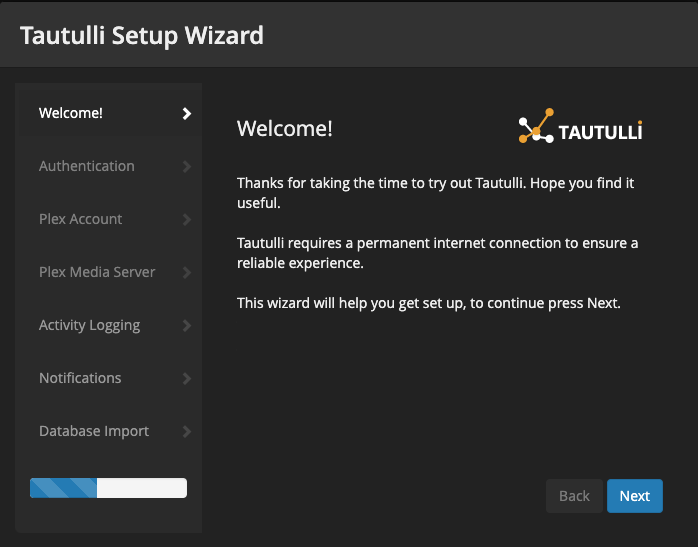 Tautulli Setup Wizard
Welcome!
Authentication
Plex Account
Plex Media Server
Activity Logging
Notifications
Database Import
Welcome!
TAUTULLi
Thanks for taking the time to try out Tautulli. Hope you find it
useful.
Tautulli requires a permanent internet connection to ensure a
reliable experience.
This wizard will help you get set up, to continue press Next.
Back
Next